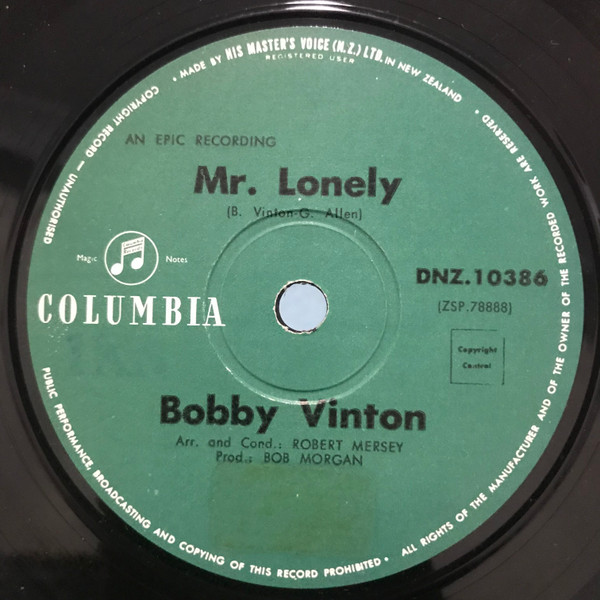 • MADE BY HIS MASTER'S VOICE (N.Z.) LTD. IN NEW ZEALAND •
REGISTERED USER
AN EPIC RECORDING
Mr. Lonely
(B. Vinton-G. Allen)
Magic Notes
COLUMBIA
DNZ.10386
(ZSP.78888)
Copyright
Control
Bobby Vinton
Arr. and Cond.: ROBERT MERSEY
Prod.: BOB MORGAN
ALL RIGHTS OF THE MANUFACTURER AND OF THE OWNER OF THE RECORDED WORK ARE RESERVED •
COPYRIGHT RECORD — UNAUTHORISED
PUBLIC PERFORMANCE, BROADCASTING AND COPYING OF THIS RECORD PROHIBITED •